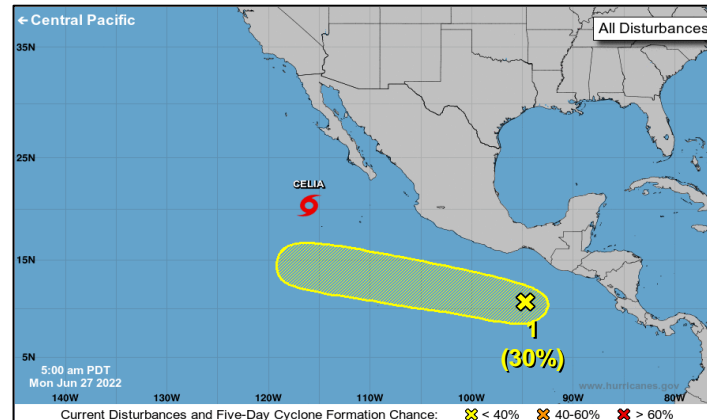 ← Central Pacific
All Disturbances
35N
25N
CELIA
15N
1
(30%)
5N
5:00 am PDT
Mon Jun 27 2022
www.hurricanes.gov
140W 130W 120W 110W 100W 90W 80W
Current Disturbances and Five-Day Cyclone Formation Chance: < 40% 40-60% > 60%